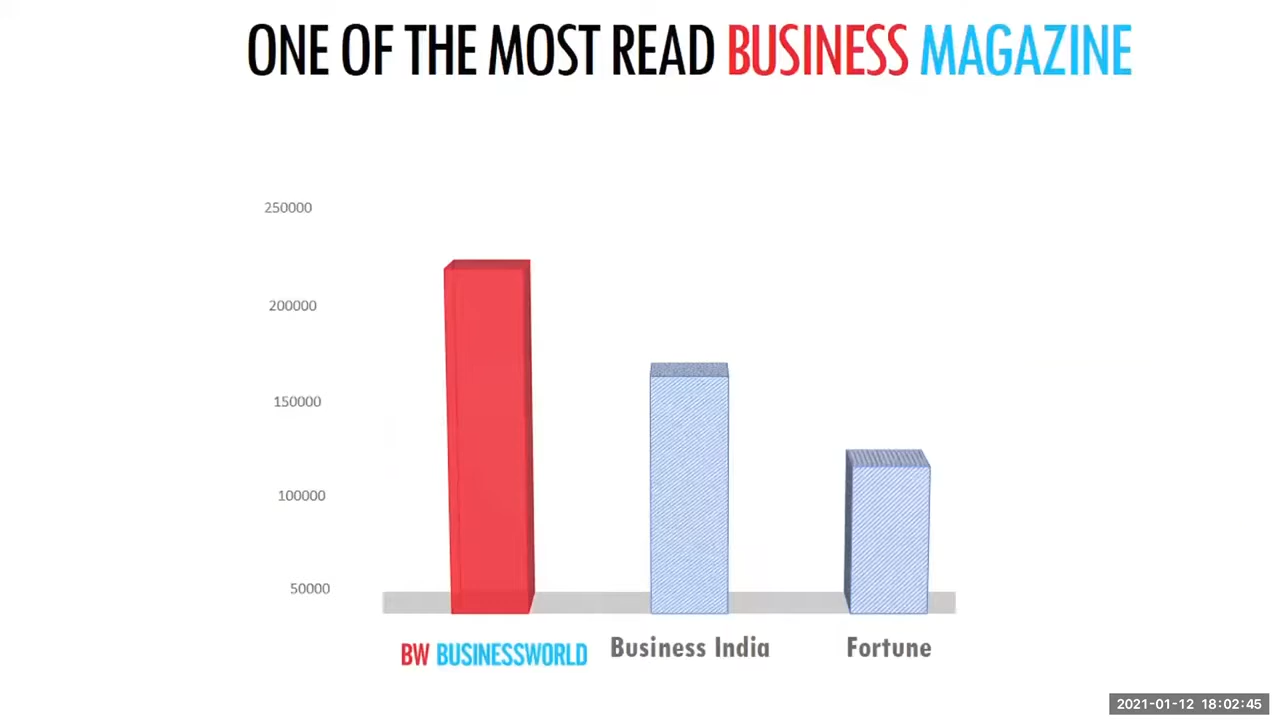 ONE OF THE MOST READ BUSINESS MAGAZINE
250000
200000
150000
100000
50000
BW BUSINESSWORLD
Business India
Fortune
2021-01-12 18:02:45